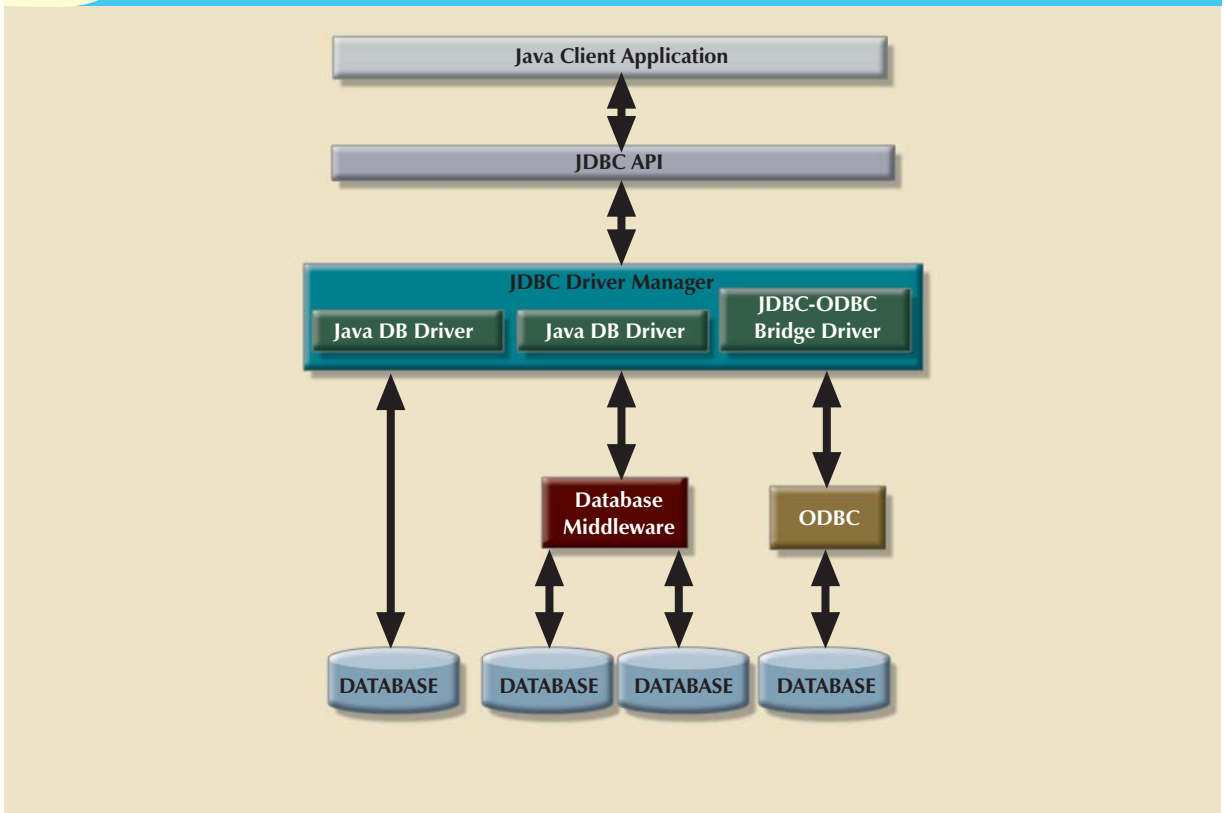 Java Client Application
JDBC API
JDBC Driver Manager
Java DB Driver
Java DB Driver
JDBC-ODBC
Bridge Driver
Database
Middleware
ODBC
DATABASE
DATABASE
DATABASE
DATABASE